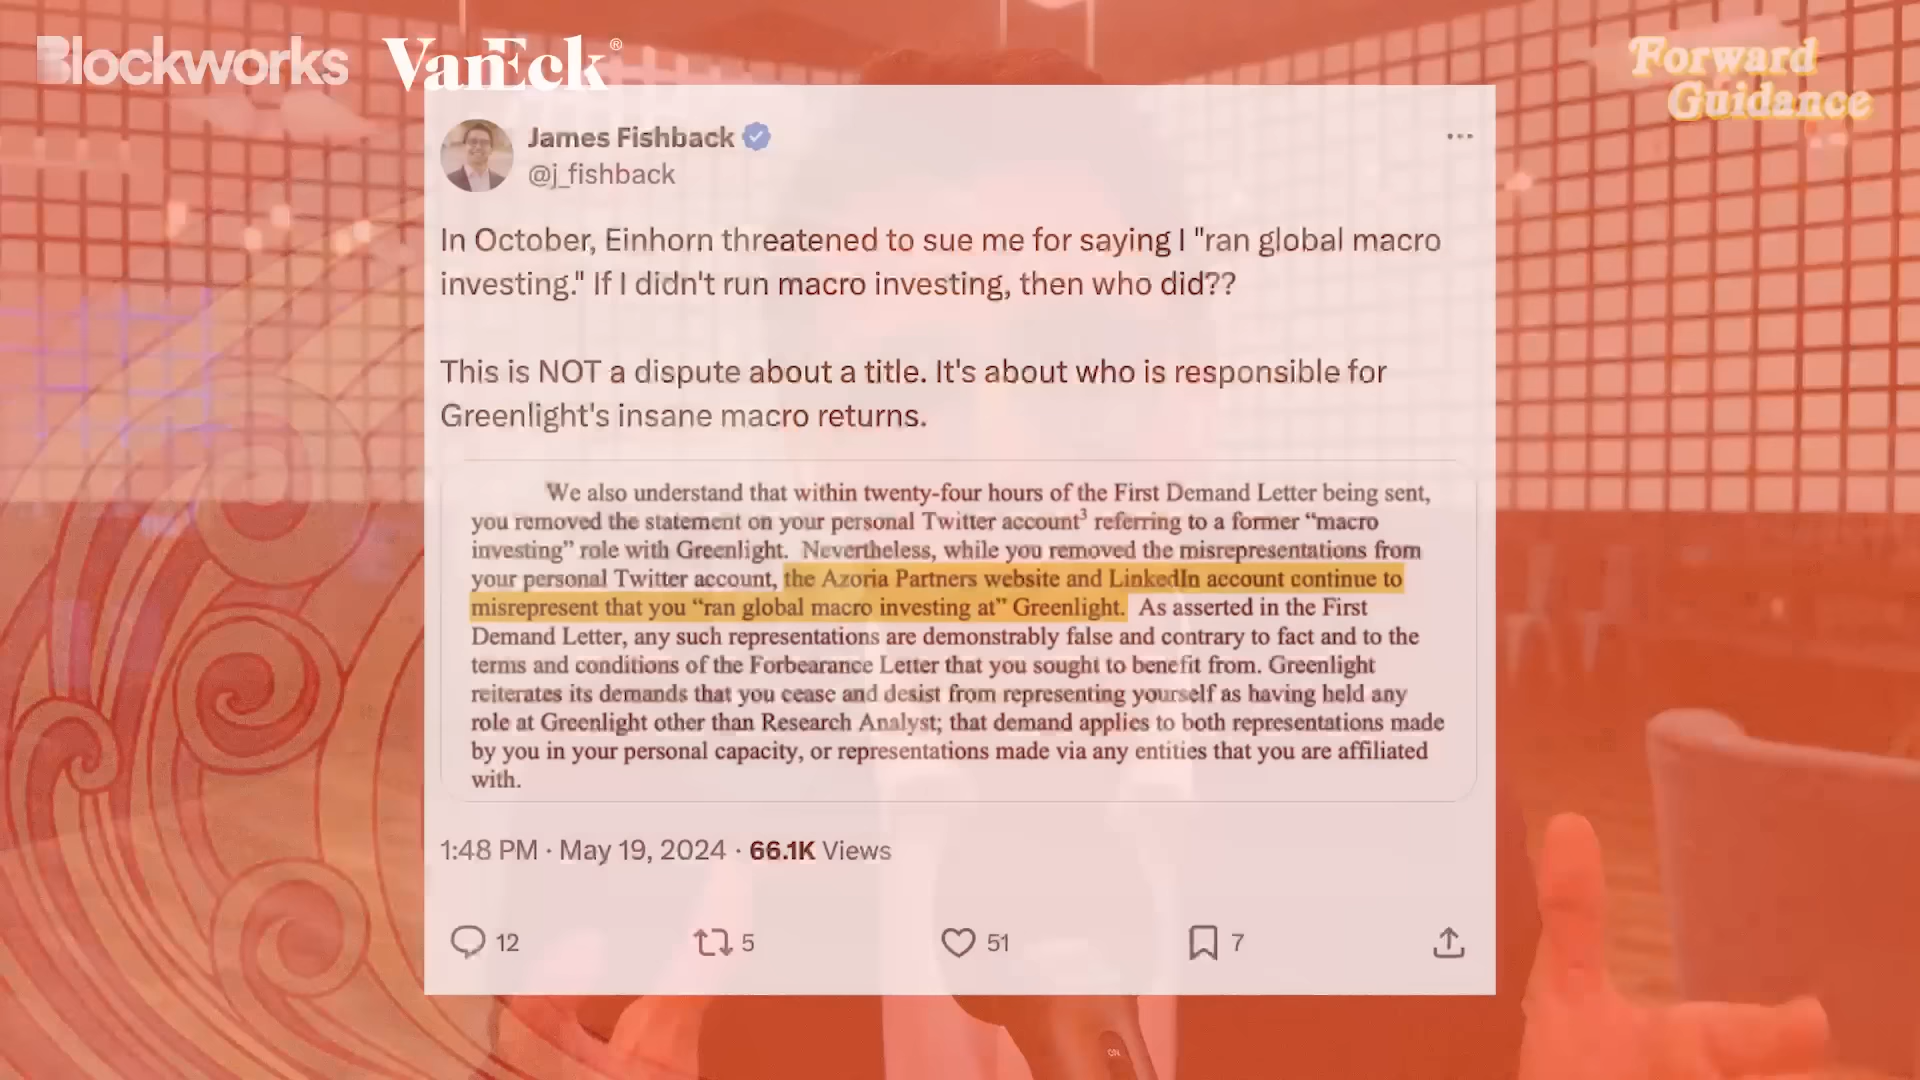 Blockworks VanEck®
Forward
Guidance
James Fishback
@j_fishback
In October, Einhorn threatened to sue me for saying I "ran global macro
investing." If I didn't run macro investing, then who did??
This is NOT a dispute about a title. It's about who is responsible for
Greenlight's insane macro returns.
We also understand that within twenty-four hours of the First Demand Letter being sent,
you removed the statement on your personal Twitter account³ referring to a former “macro
investing” role with Greenlight. Nevertheless, while you removed the misrepresentations from
your personal Twitter account, the Azoria Partners website and LinkedIn account continue to
misrepresent that you “ran global macro investing at” Greenlight. As asserted in the First
Demand Letter, any such representations are demonstrably false and contrary to fact and to the
terms and conditions of the Forbearance Letter that you sought to benefit from. Greenlight
reiterates its demands that you cease and desist from representing yourself as having held any
role at Greenlight other than Research Analyst; that demand applies to both representations made
by you in your personal capacity, or representations made via any entities that you are affiliated
with.
1:48 PM · May 19, 2024 · 66.1K Views
12 5 51 7
ON